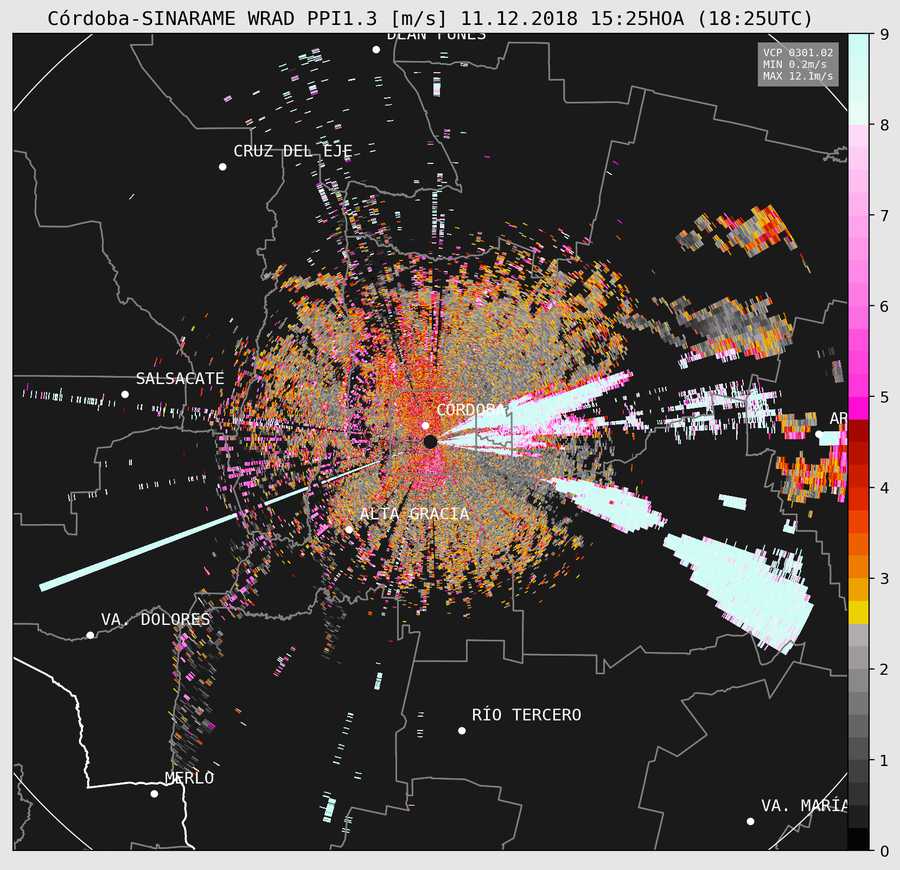 Córdoba-SINARAME WRAD PPI1.3 [m/s] 11.12.2018 15:25HOA (18:25UTC)
DEAN FUNES
VCP 0301.02
MIN 0.2m/s
MAX 12.1m/s
9
8
CRUZ DEL EJE
7
6
SALSACATE
5
CÓRDOBA
AR
4
ALTA GRACIA
3
VA. DOLORES
2
RÍO TERCERO
1
MERLO
VA. MARÍA
0